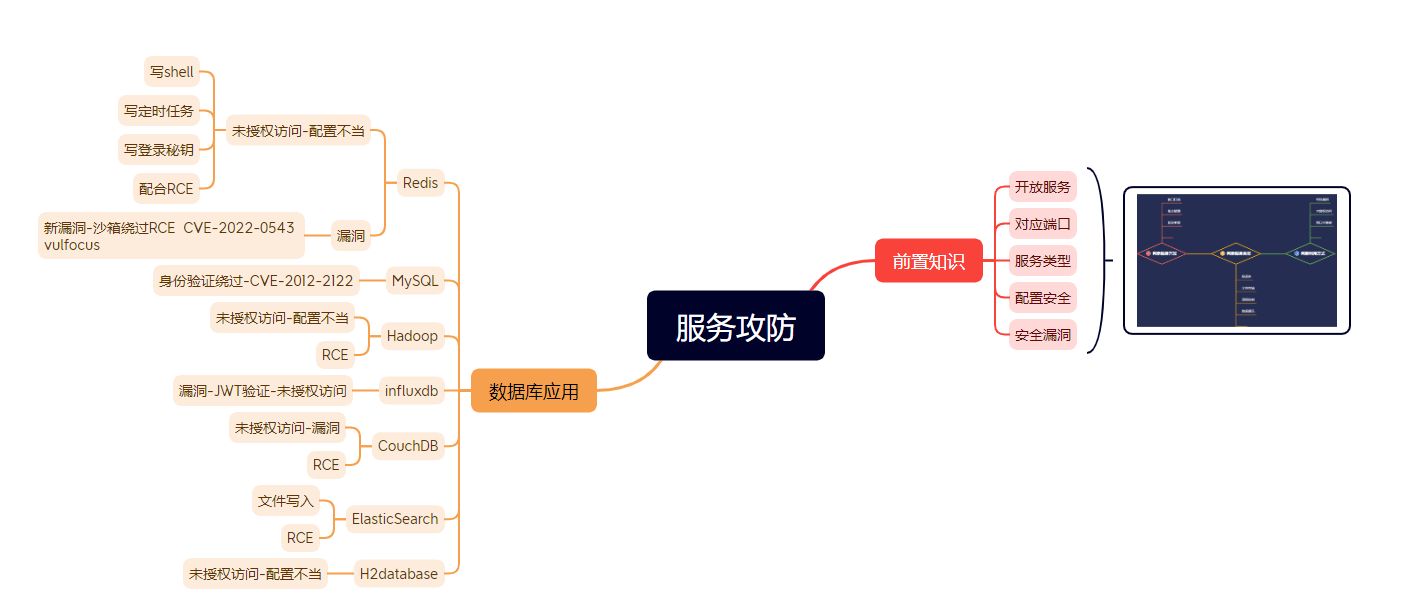 服务攻防
前置知识
开放服务
对应端口
服务类型
配置安全
安全漏洞
数据库应用
Redis
未授权访问-配置不当
写shell
写定时任务
写登录秘钥
配合RCE
漏洞
新漏洞-沙箱绕过RCE CVE-2022-0543
vulfocus
MySQL
身份验证绕过-CVE-2012-2122
Hadoop
未授权访问-配置不当
RCE
influxdb
漏洞-JWT验证-未授权访问
CouchDB
未授权访问-漏洞
RCE
ElasticSearch
文件写入
RCE
H2database
未授权访问-配置不当